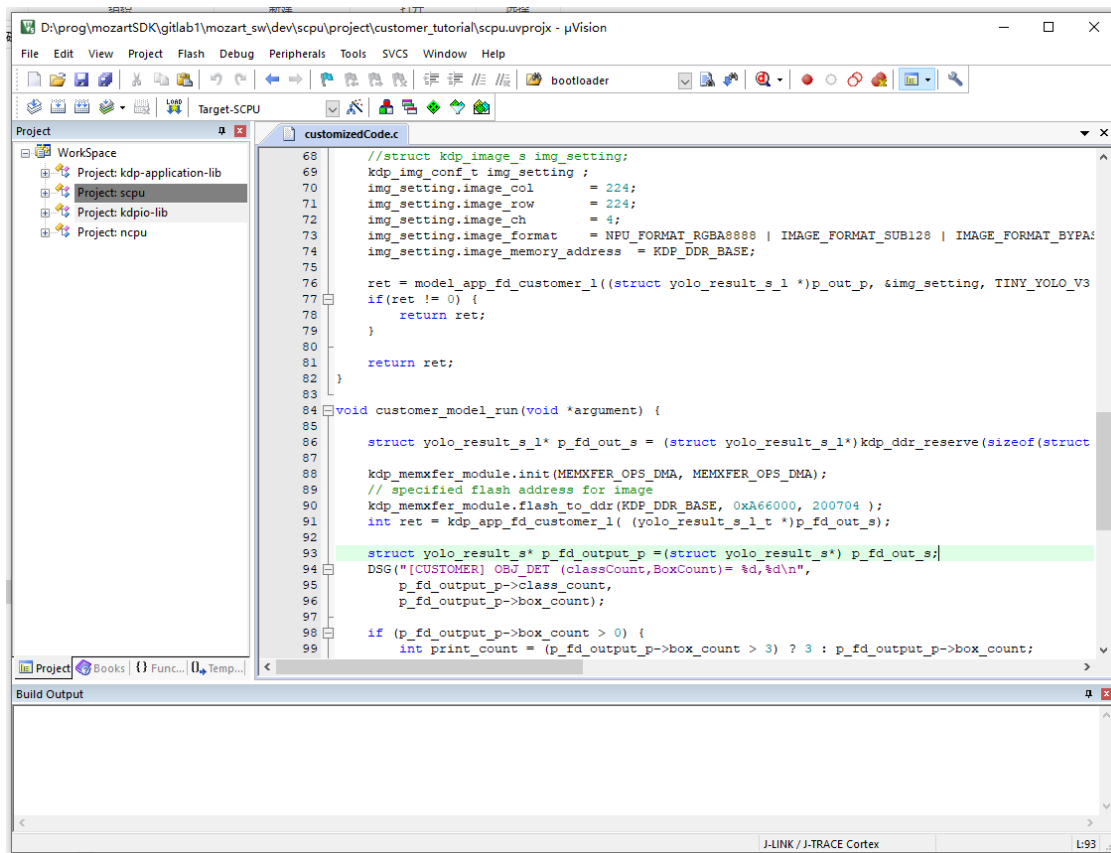 D:\prog\mozartSDK\gitlab1\mozart_sw\dev\scpu\project\customer_tutorial\scpu.uvprojx - µVision
File Edit View Project Flash Debug Peripherals Tools SVCS Window Help
bootloader
LOAD Target-SCPU
Project
customizedCode.c
WorkSpace
Project: kdp-application-lib
Project: scpu
Project: kdpio-lib
Project: ncpu
68 //struct kdp_image_s img_setting;
69 kdp_img_conf_t img_setting ;
70 img_setting.image_col = 224;
71 img_setting.image_row = 224;
72 img_setting.image_ch = 4;
73 img_setting.image_format = NPU_FORMAT_RGBA8888 | IMAGE_FORMAT_SUB128 | IMAGE_FORMAT_BYPAS
74 img_setting.image_memory_address = KDP_DDR_BASE;
75
76 ret = model_app_fd_customer_l((struct yolo_result_s_l *)p_out_p, &img_setting, TINY_YOLO_V3
77 if(ret != 0) {
78 return ret;
79 }
80
81 return ret;
82 }
83
84 void customer_model_run(void *argument) {
85
86 struct yolo_result_s_l* p_fd_out_s = (struct yolo_result_s_l*)kdp_ddr_reserve(sizeof(struct
87
88 kdp_memxfer_module.init(MEMXFER_OPS_DMA, MEMXFER_OPS_DMA);
89 // specified flash address for image
90 kdp_memxfer_module.flash_to_ddr(KDP_DDR_BASE, 0xA66000, 200704 );
91 int ret = kdp_app_fd_customer_l( (yolo_result_s_l_t *)p_fd_out_s);
92
93 struct yolo_result_s* p_fd_output_p =(struct yolo_result_s*) p_fd_out_s;
94 DSG("[CUSTOMER] OBJ_DET (classCount,BoxCount)= %d,%d\n",
95 p_fd_output_p->class_count,
96 p_fd_output_p->box_count);
97
98 if (p_fd_output_p->box_count > 0) {
99 int print_count = (p_fd_output_p->box_count > 3) ? 3 : p_fd_output_p->box_count;
Project Books {} Func... Temp...
Build Output
J-LINK / J-TRACE Cortex L:93